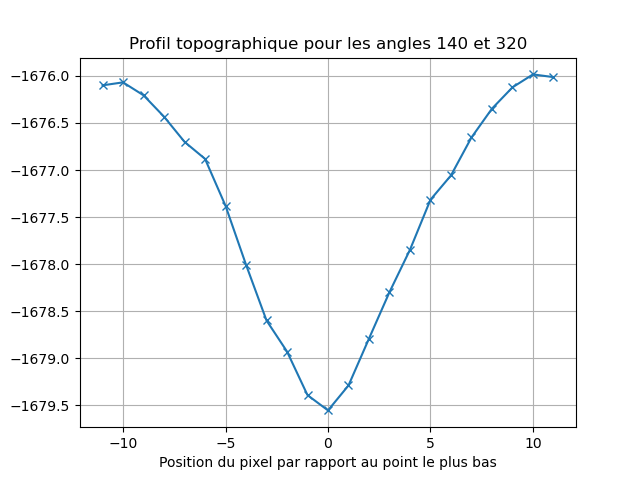 Profil topographique pour les angles 140 et 320
−1676.0
−1676.5
−1677.0
−1677.5
−1678.0
−1678.5
−1679.0
−1679.5
−10 −5 0 5 10
Position du pixel par rapport au point le plus bas